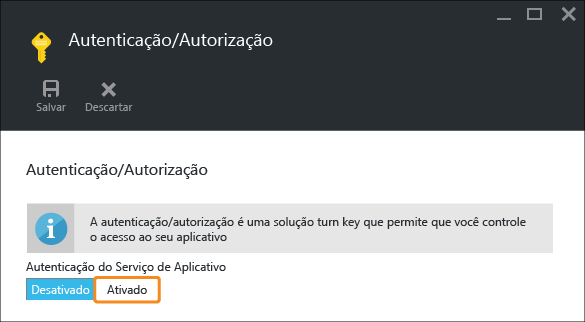 Autenticação/Autorização
Salvar Descartar
Autenticação/Autorização
A autenticação/autorização é uma solução turn key que permite que você controle
o acesso ao seu aplicativo
Autenticação do Serviço de Aplicativo
Desativado Ativado